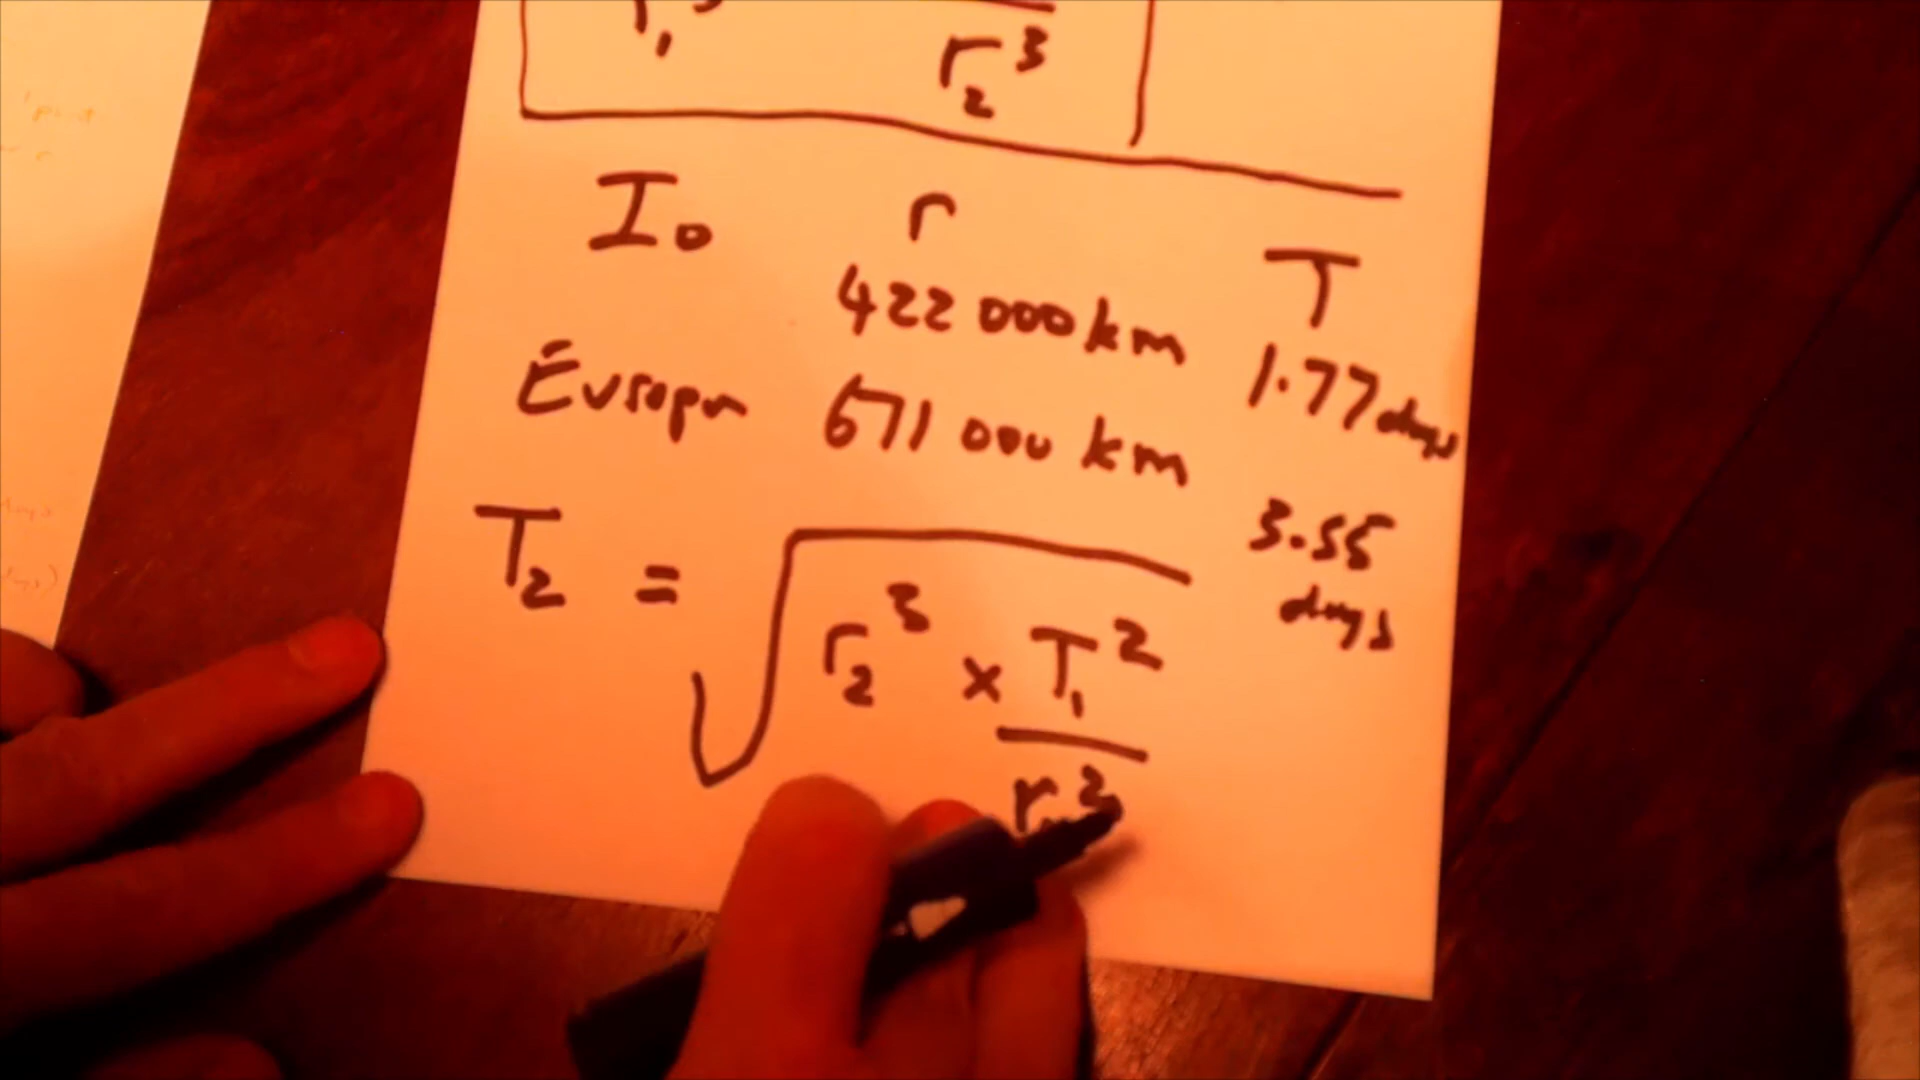 r₁³ r₂³
Io r T
422 000 km 1.77 days
Europa 671 000 km 3.55 days
T₂ = √ r₂³ × T₁²
r